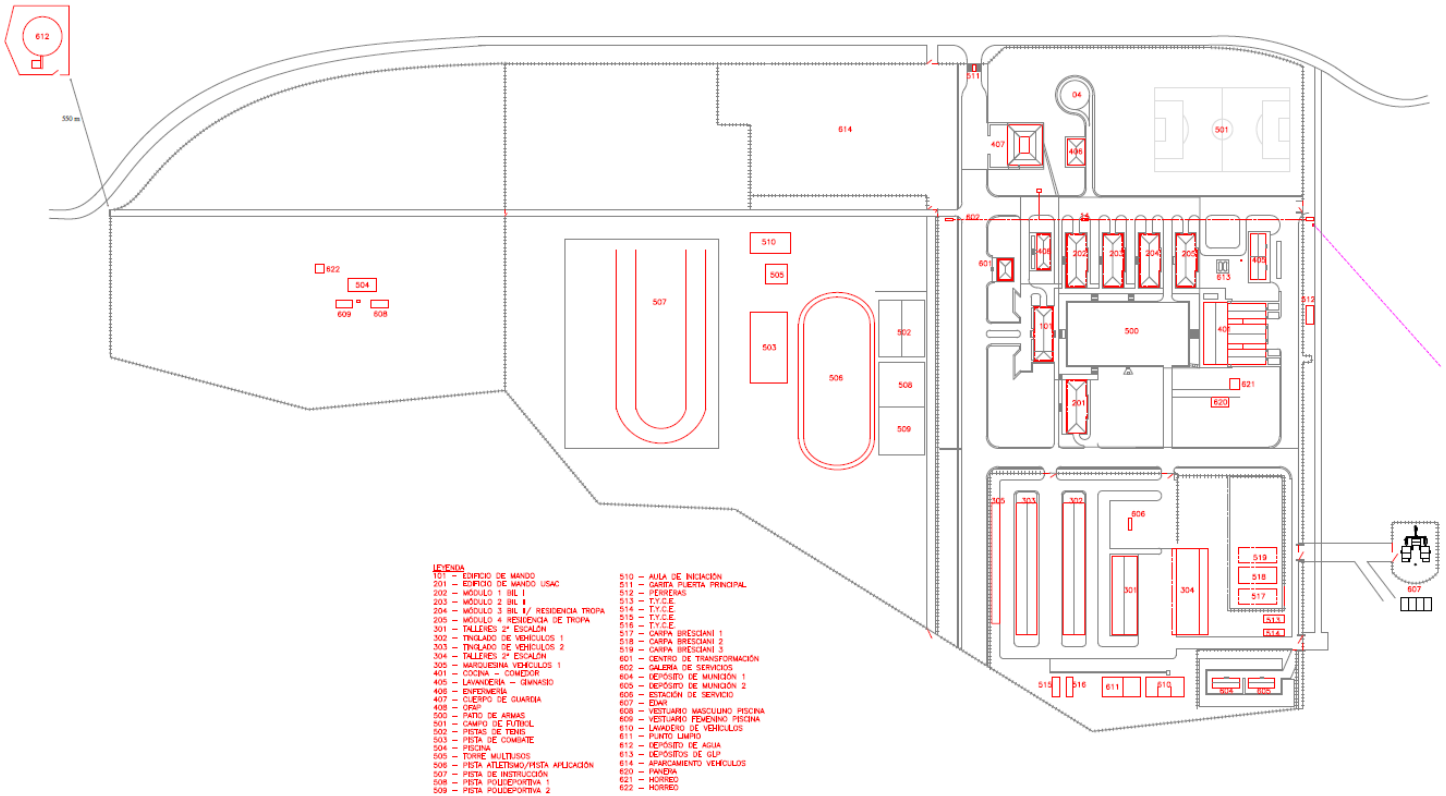 612
550 m
511
04
614
501
407
406
602
54
510
505
601
408
202
203
204
205
613
405
622
504
609
608
507
503
506
502
508
509
101
500
401
512
201
621
620
305
303
302
606
301
304
519
518
517
513
514
607
515
516
611
610
604
605
LEYENDA
101 – EDIFICIO DE MANDO
201 – EDIFICIO DE MANDO USAC
202 – MÓDULO 1 BIL I
203 – MÓDULO 2 BIL II
204 – MÓDULO 3 BIL II/ RESIDENCIA TROPA
205 – MÓDULO 4 RESIDENCIA DE TROPA
301 – TALLERES 2º ESCALÓN
302 – TINGLADO DE VEHÍCULOS 1
303 – TINGLADO DE VEHÍCULOS 2
304 – TALLERES 2º ESCALÓN
305 – MARQUESINA VEHÍCULOS 1
401 – COCINA – COMEDOR
405 – LAVANDERÍA – GIMNASIO
406 – ENFERMERÍA
407 – CUERPO DE GUARDIA
408 – OFAP
500 – PATIO DE ARMAS
501 – CAMPO DE FUTBOL
502 – PISTAS DE TENIS
503 – PISTA DE COMBATE
504 – PISCINA
505 – TORRE MULTIUSOS
506 – PISTA ATLETISMO/PISTA APLICACIÓN
507 – PISTA DE INSTRUCCIÓN
508 – PISTA POLIDEPORTIVA 1
509 – PISTA POLIDEPORTIVA 2
510 – AULA DE INICIACIÓN
511 – GARITA PUERTA PRINCIPAL
512 – PERRERAS
513 – T.Y.C.E.
514 – T.Y.C.E.
515 – T.Y.C.E.
516 – T.Y.C.E.
517 – CARPA BRESCIANI 1
518 – CARPA BRESCIANI 2
519 – CARPA BRESCIANI 3
601 – CENTRO DE TRANSFORMACIÓN
602 – GALERÍA DE SERVICIOS
604 – DEPÓSITO DE MUNICIÓN 1
605 – DEPÓSITO DE MUNICIÓN 2
606 – ESTACIÓN DE SERVICIO
607 – EDAR
608 – VESTUARIO MASCULINO PISCINA
609 – VESTUARIO FEMENINO PISCINA
610 – LAVADERO DE VEHÍCULOS
611 – PUNTO LIMPIO
612 – DEPÓSITO DE AGUA
613 – DEPÓSITOS DE GLP
614 – APARCAMIENTO VEHÍCULOS
620 – PANERA
621 – HORREO
622 – HORREO